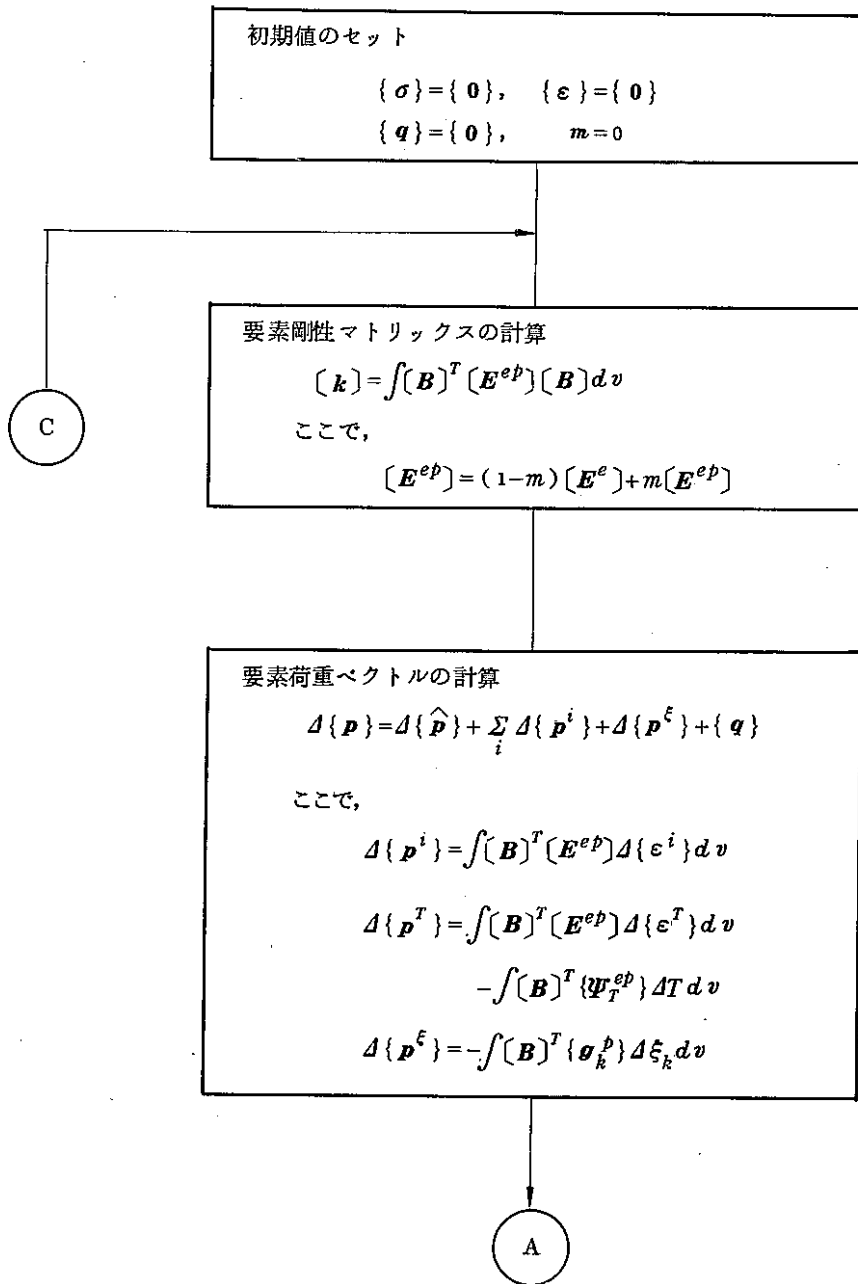 初期値のセット
{σ}={0}, {ε}={0}
{q}={0}, m=0
要素剛性マトリックスの計算
[k]=∫[B]^T[E^{ep}][B]dv
C
ここで,
[E^{ep}]=(1-m)[E^e]+m[E^{ep}]
要素荷重ベクトルの計算
Δ{p}=Δ{p̂}+Σ_i Δ{p^i}+Δ{p^ξ}+{q}
ここで,
Δ{p^i}=∫[B]^T[E^{ep}]Δ{ε^i}dv
Δ{p^T}=∫[B]^T[E^{ep}]Δ{ε^T}dv
-∫[B]^T{Ψ_T^{ep}}ΔTdv
Δ{p^ξ}=-∫[B]^T{g_k^p}Δξ_k dv
A